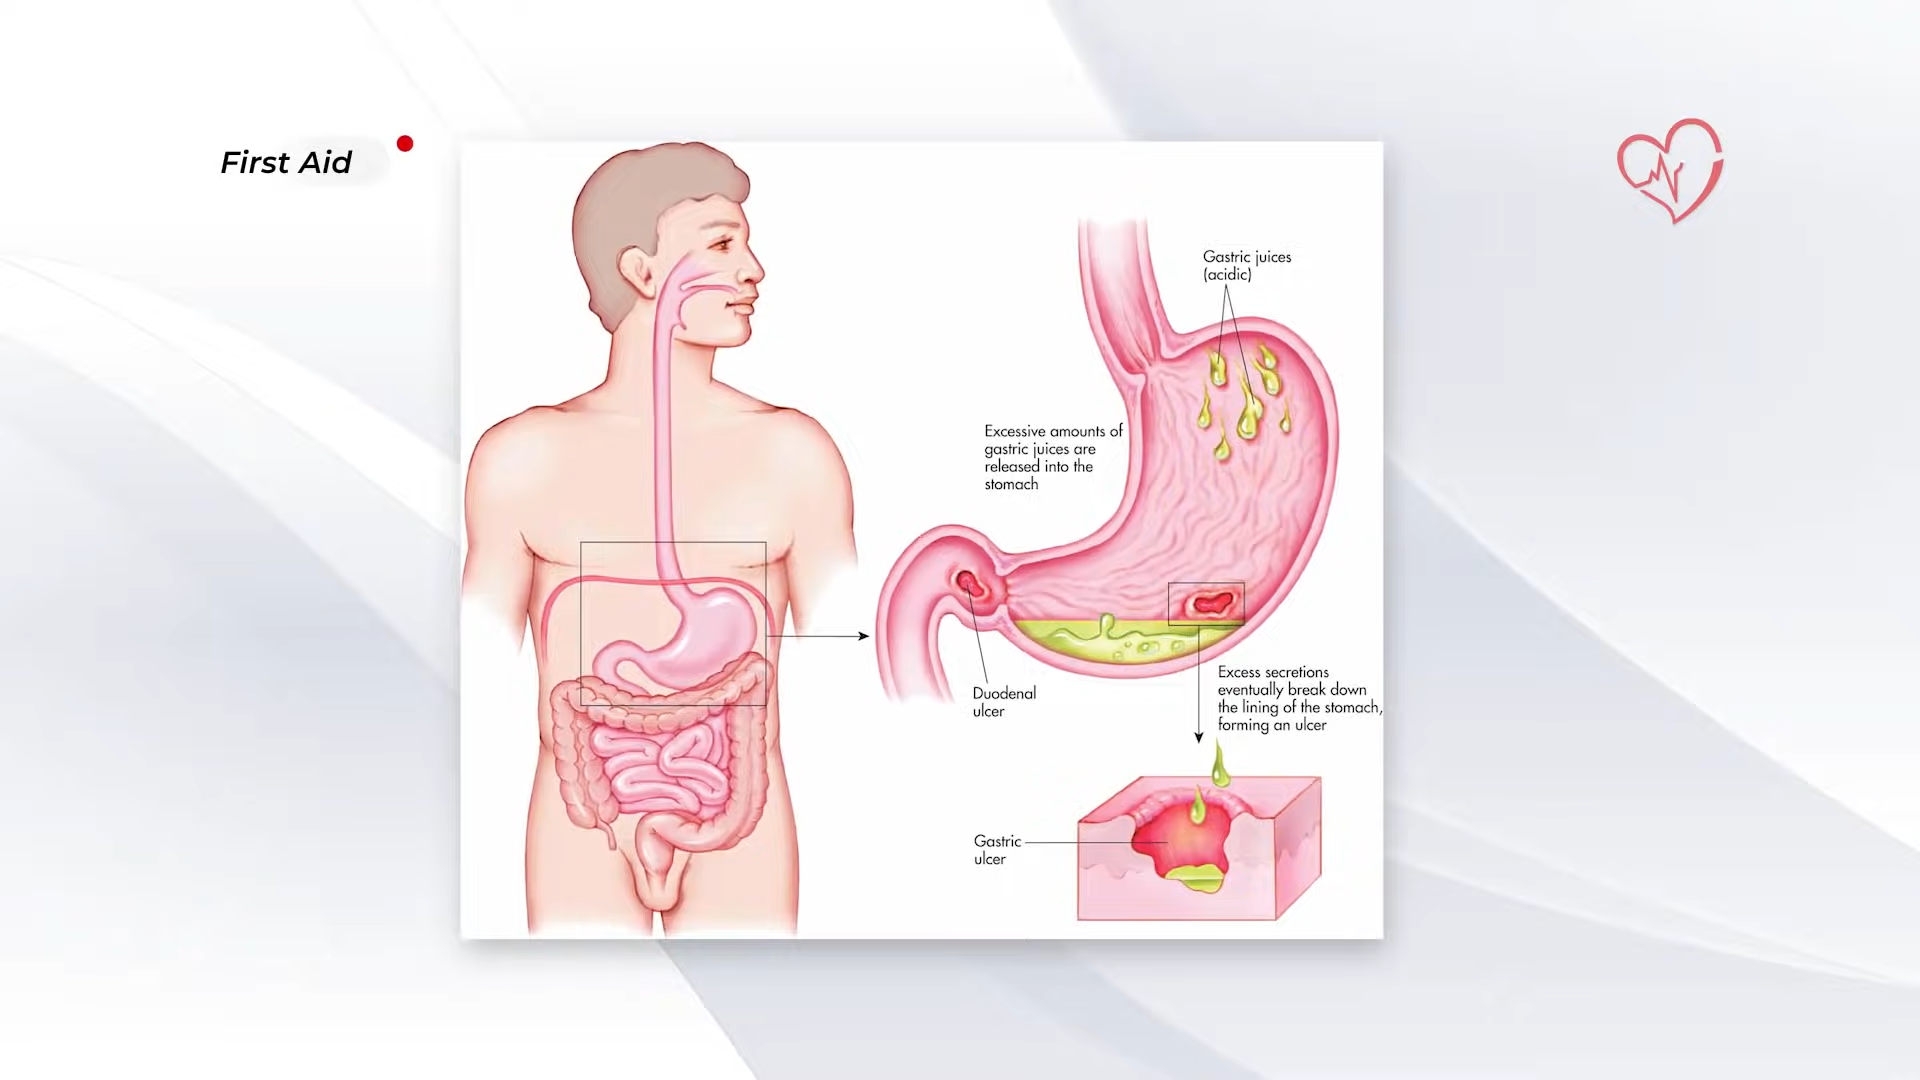 First Aid
Gastric juices
(acidic)
Excessive amounts of
gastric juices are
released into the
stomach
Duodenal
ulcer
Excess secretions
eventually break down
the lining of the stomach,
forming an ulcer
Gastric
ulcer